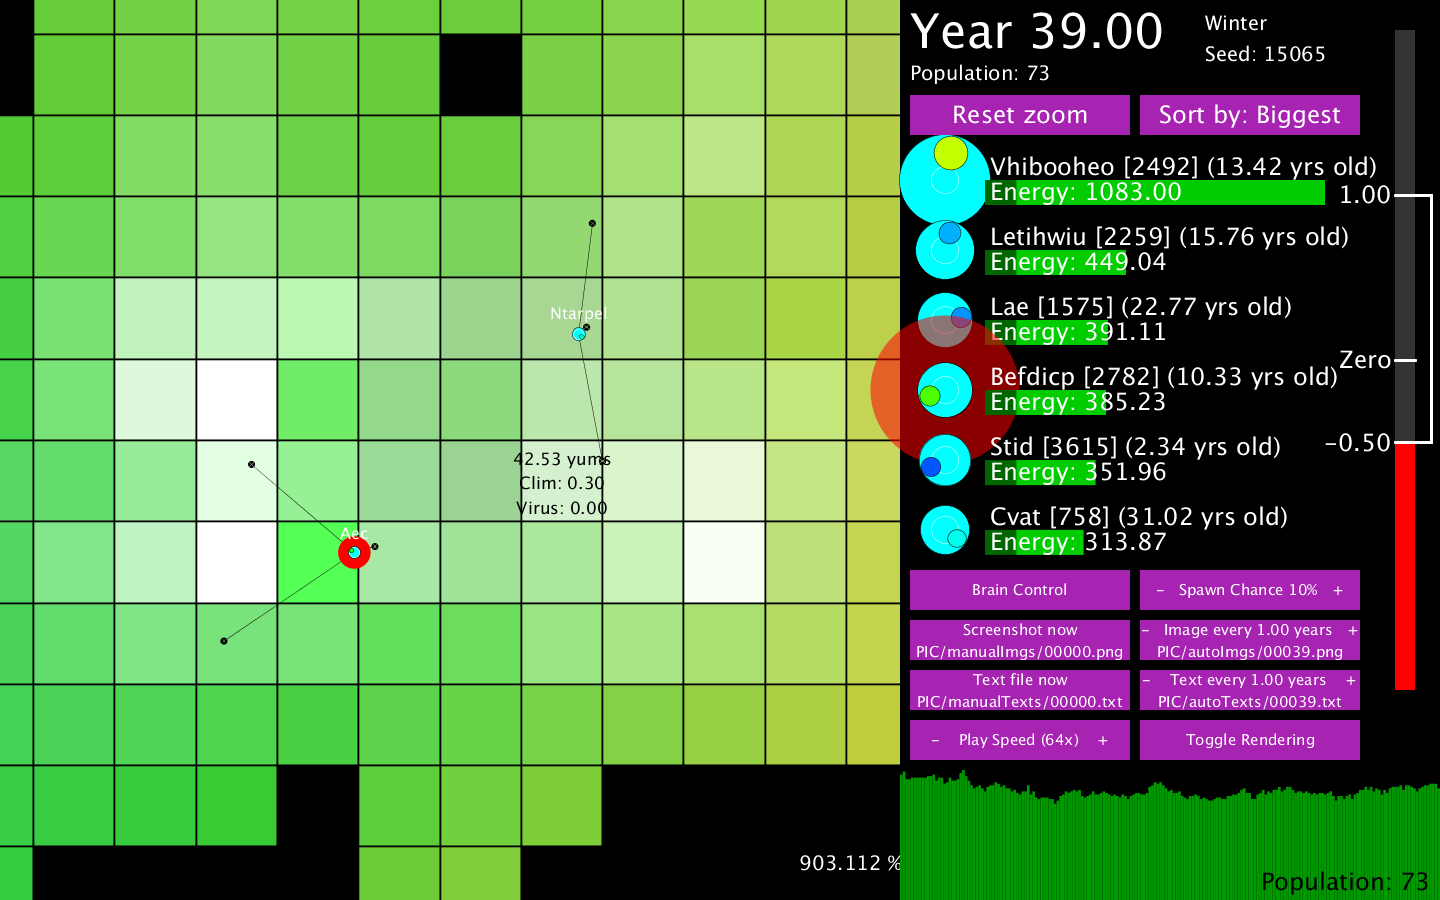 Year 39.00
Winter
Seed: 15065
Population: 73
Reset zoom
Sort by: Biggest
Vhibooheo [2492] (13.42 yrs old)
Energy: 1083.00
1.00
Letihwiu [2259] (15.76 yrs old)
Energy: 449.04
Lae [1575] (22.77 yrs old)
Energy: 391.11
Zero
Befdicp [2782] (10.33 yrs old)
Energy: 385.23
-0.50
Stid [3615] (2.34 yrs old)
Energy: 351.96
Cvat [758] (31.02 yrs old)
Energy: 313.87
Brain Control
- Spawn Chance 10% +
Screenshot now
PIC/manualImgs/00000.png
- Image every 1.00 years +
PIC/autoImgs/00039.png
Text file now
PIC/manualTexts/00000.txt
- Text every 1.00 years +
PIC/autoTexts/00039.txt
- Play Speed (64x) +
Toggle Rendering
Population: 73
Ntarpel
42.53 yums
Clim: 0.30
Virus: 0.00
Aec
903.112 %